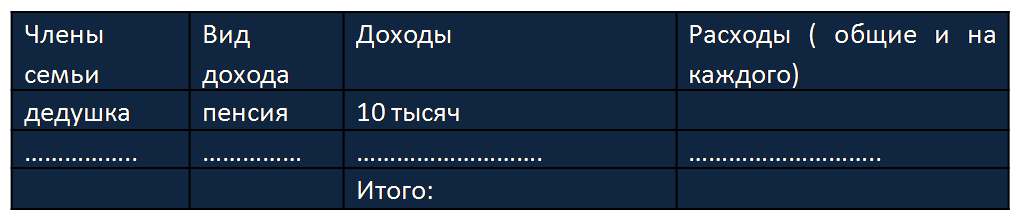 Члены семьи | Вид дохода | Доходы | Расходы ( общие и на каждого)
дедушка | пенсия | 10 тысяч |
…………….. | …………… | ………………………. | ………………………..
Итого: